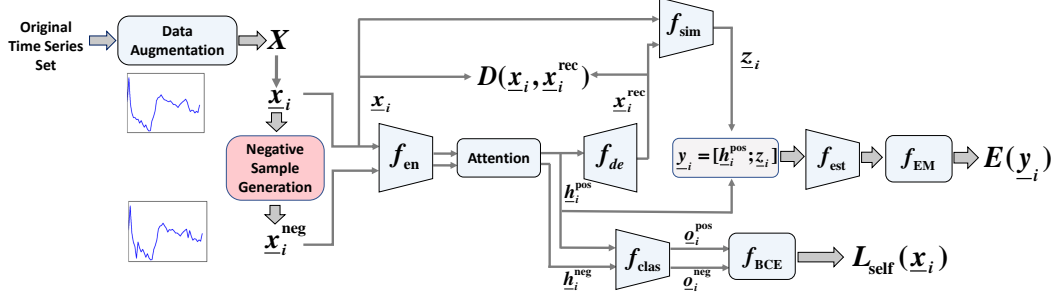 Original
Time Series
Set
Data
Augmentation
X
x_i
Negative
Sample
Generation
x_i^neg
x_i
f_en
Attention
D(x_i, x_i^rec)
x_i^rec
f_de
f_sim
z_i
h_i^pos
y_i = [h_i^pos; z_i]
f_est
f_EM
E(y_i)
h_i^neg
f_clas
o_i^pos
o_i^neg
f_BCE
L_self(x_i)